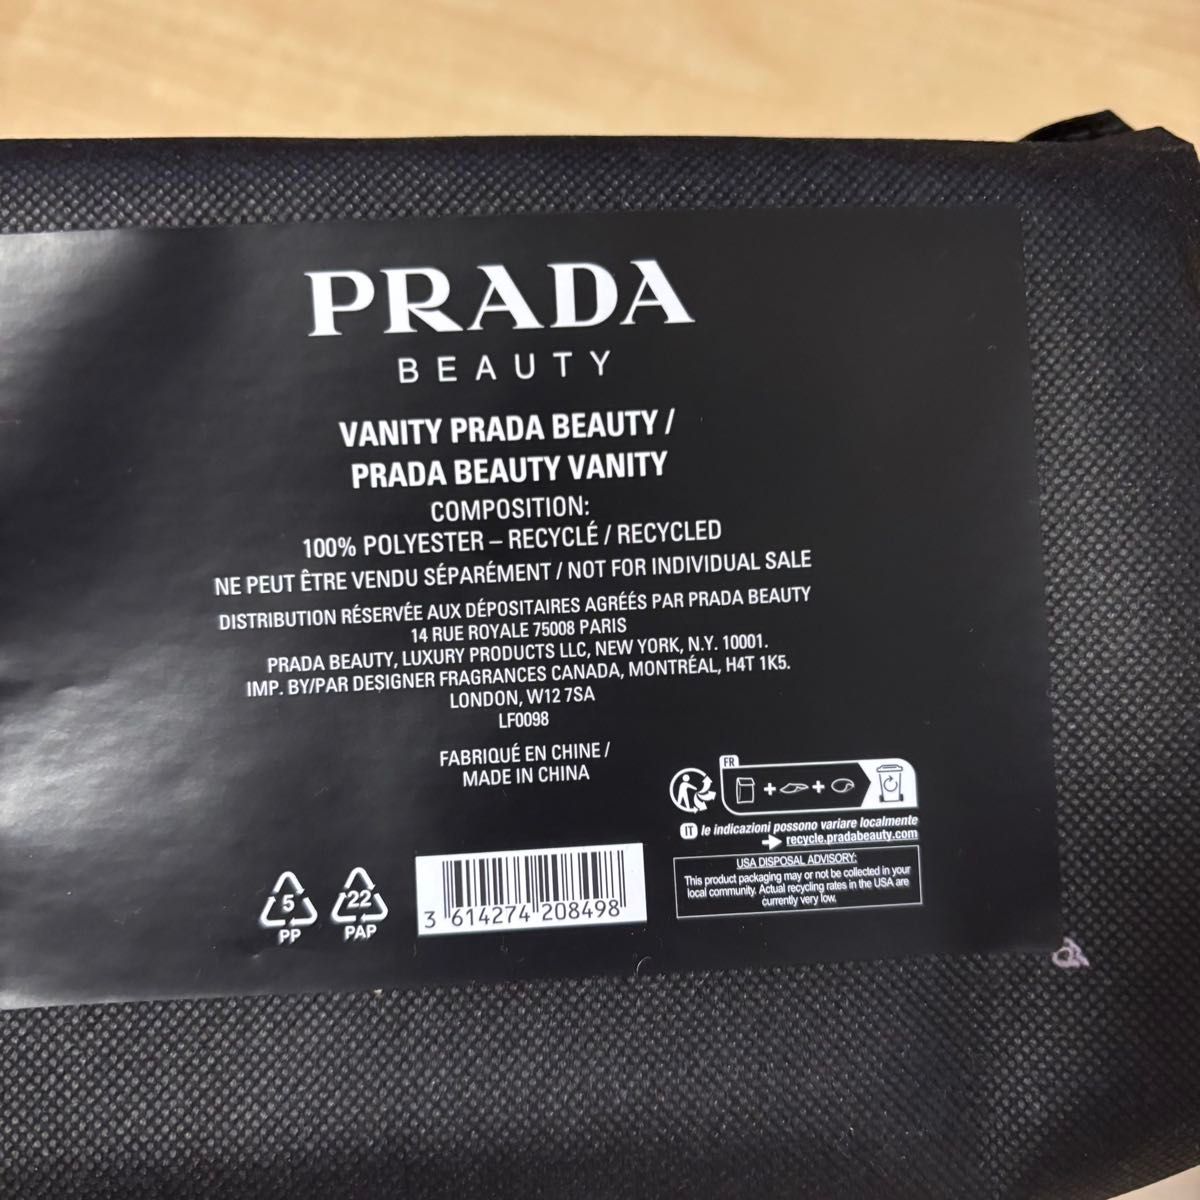 PRADA
BEAUTY
VANITY PRADA BEAUTY /
PRADA BEAUTY VANITY
COMPOSITION:
100% POLYESTER – RECYCLÉ / RECYCLED
NE PEUT ÊTRE VENDU SÉPARÉMENT / NOT FOR INDIVIDUAL SALE
DISTRIBUTION RÉSERVÉE AUX DÉPOSITAIRES AGRÉÉS PAR PRADA BEAUTY
14 RUE ROYALE 75008 PARIS
PRADA BEAUTY, LUXURY PRODUCTS LLC, NEW YORK, N.Y. 10001.
IMP. BY/PAR DESIGNER FRAGRANCES CANADA, MONTRÉAL, H4T 1K5.
LONDON, W12 7SA
LF0098
FABRIQUÉ EN CHINE /
MADE IN CHINA
FR
IT le indicazioni possono variare localmente
recycle.pradabeauty.com
USA DISPOSAL ADVISORY:
This product packaging may or not be collected in your
local community. Actual recycling rates in the USA are
currently very low.
5
PP
22
PAP
3 614274 208498